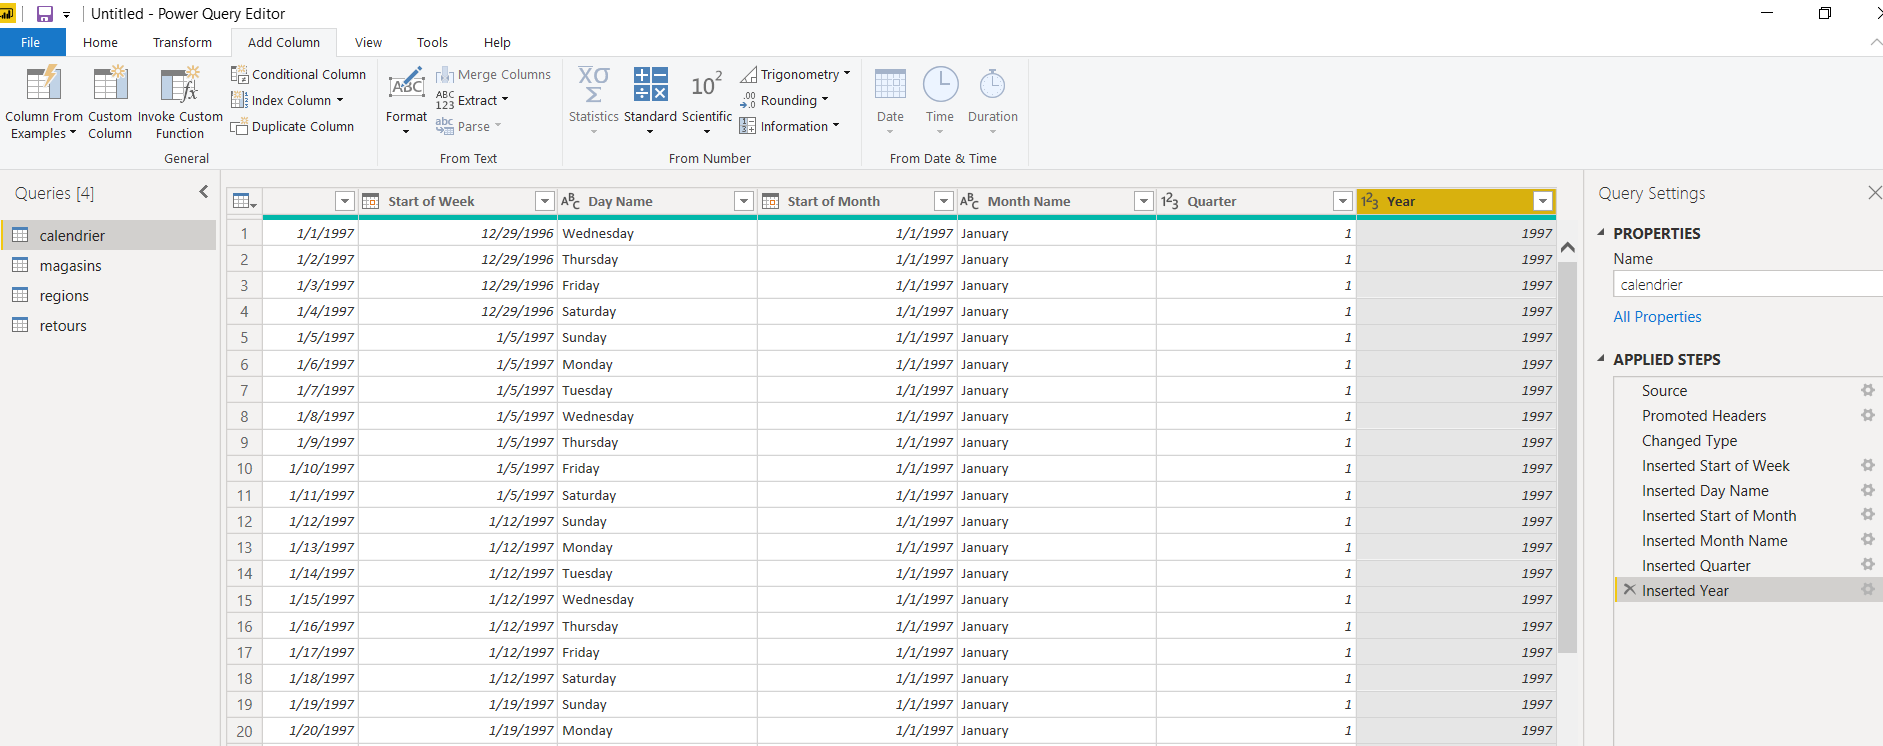 Untitled - Power Query Editor
File Home Transform Add Column View Tools Help
Column From Examples
Custom Column
Invoke Custom Function
Conditional Column
Index Column
Duplicate Column
General
Format
ABC
Merge Columns
ABC 123 Extract
abc Parse
From Text
XΣ Statistics
Standard
10² Scientific
Trigonometry
.00 .0 Rounding
Information
From Number
Date
Time
Duration
From Date & Time
Queries [4]
calendrier
magasins
regions
retours
Start of Week ABC Day Name Start of Month ABC Month Name 123 Quarter 123 Year
1 1/1/1997 12/29/1996 Wednesday 1/1/1997 January 1 1997
2 1/2/1997 12/29/1996 Thursday 1/1/1997 January 1 1997
3 1/3/1997 12/29/1996 Friday 1/1/1997 January 1 1997
4 1/4/1997 12/29/1996 Saturday 1/1/1997 January 1 1997
5 1/5/1997 1/5/1997 Sunday 1/1/1997 January 1 1997
6 1/6/1997 1/5/1997 Monday 1/1/1997 January 1 1997
7 1/7/1997 1/5/1997 Tuesday 1/1/1997 January 1 1997
8 1/8/1997 1/5/1997 Wednesday 1/1/1997 January 1 1997
9 1/9/1997 1/5/1997 Thursday 1/1/1997 January 1 1997
10 1/10/1997 1/5/1997 Friday 1/1/1997 January 1 1997
11 1/11/1997 1/5/1997 Saturday 1/1/1997 January 1 1997
12 1/12/1997 1/12/1997 Sunday 1/1/1997 January 1 1997
13 1/13/1997 1/12/1997 Monday 1/1/1997 January 1 1997
14 1/14/1997 1/12/1997 Tuesday 1/1/1997 January 1 1997
15 1/15/1997 1/12/1997 Wednesday 1/1/1997 January 1 1997
16 1/16/1997 1/12/1997 Thursday 1/1/1997 January 1 1997
17 1/17/1997 1/12/1997 Friday 1/1/1997 January 1 1997
18 1/18/1997 1/12/1997 Saturday 1/1/1997 January 1 1997
19 1/19/1997 1/19/1997 Sunday 1/1/1997 January 1 1997
20 1/20/1997 1/19/1997 Monday 1/1/1997 January 1 1997
Query Settings
PROPERTIES
Name
calendrier
All Properties
APPLIED STEPS
Source
Promoted Headers
Changed Type
Inserted Start of Week
Inserted Day Name
Inserted Start of Month
Inserted Month Name
Inserted Quarter
Inserted Year